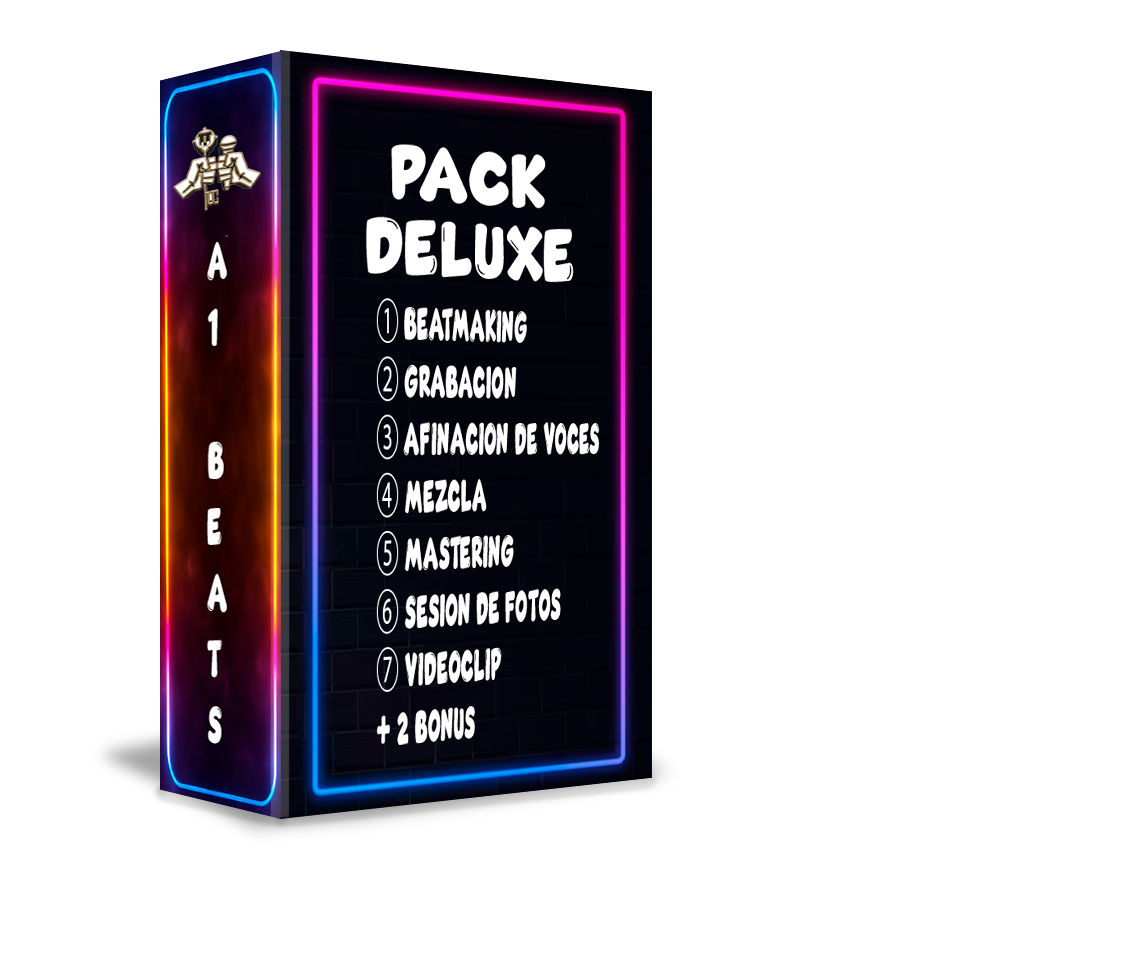 A1 BEATS
PACK
DELUXE
① BEATMAKING
② GRABACION
③ AFINACION DE VOCES
④ MEZCLA
⑤ MASTERING
⑥ SESION DE FOTOS
⑦ VIDEOCLIP
+ 2 BONUS